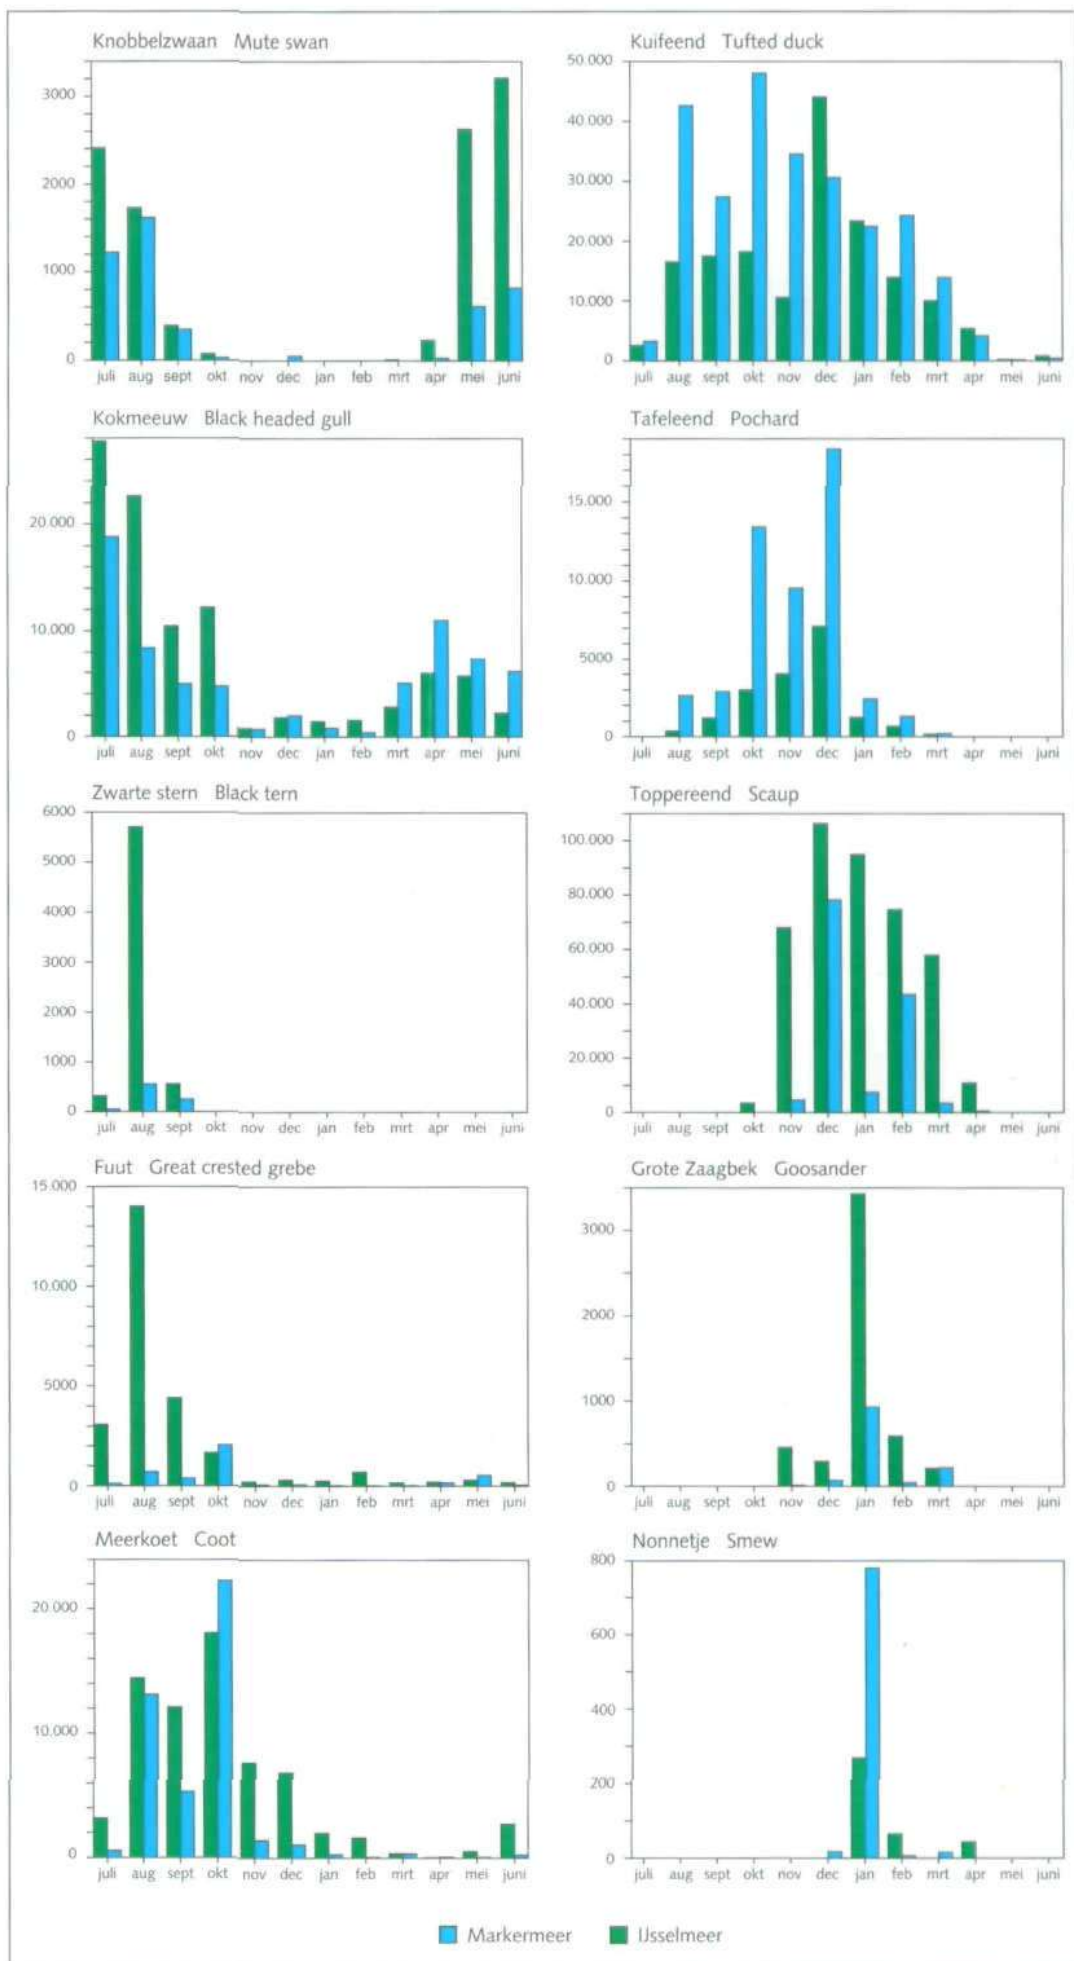 Knobbelzwaan Mute swan
3000
2000
1000
0
juli aug sept okt nov dec jan feb mrt apr mei juni
Kuifeend Tufted duck
50.000
40.000
30.000
20.000
10.000
0
juli aug sept okt nov dec jan feb mrt apr mei juni
Kokmeeuw Black headed gull
20.000
10.000
0
juli aug sept okt nov dec jan feb mrt apr mei juni
Tafeleend Pochard
15.000
10.000
5000
0
juli aug sept okt nov dec jan feb mrt apr mei juni
Zwarte stern Black tern
6000
5000
4000
3000
2000
1000
0
juli aug sept okt nov dec jan feb mrt apr mei juni
Toppereend Scaup
100.000
80.000
60.000
40.000
20.000
0
juli aug sept okt nov dec jan feb mrt apr mei juni
Fuut Great crested grebe
15.000
10.000
5000
0
juli aug sept okt nov dec jan feb mrt apr mei juni
Grote Zaagbek Goosander
3000
2000
1000
0
juli aug sept okt nov dec jan feb mrt apr mei juni
Meerkoet Coot
20.000
10.000
0
juli aug sept okt nov dec jan feb mrt apr mei juni
Nonnetje Smew
800
600
400
200
0
juli aug sept okt nov dec jan feb mrt apr mei juni
Markermeer IJsselmeer